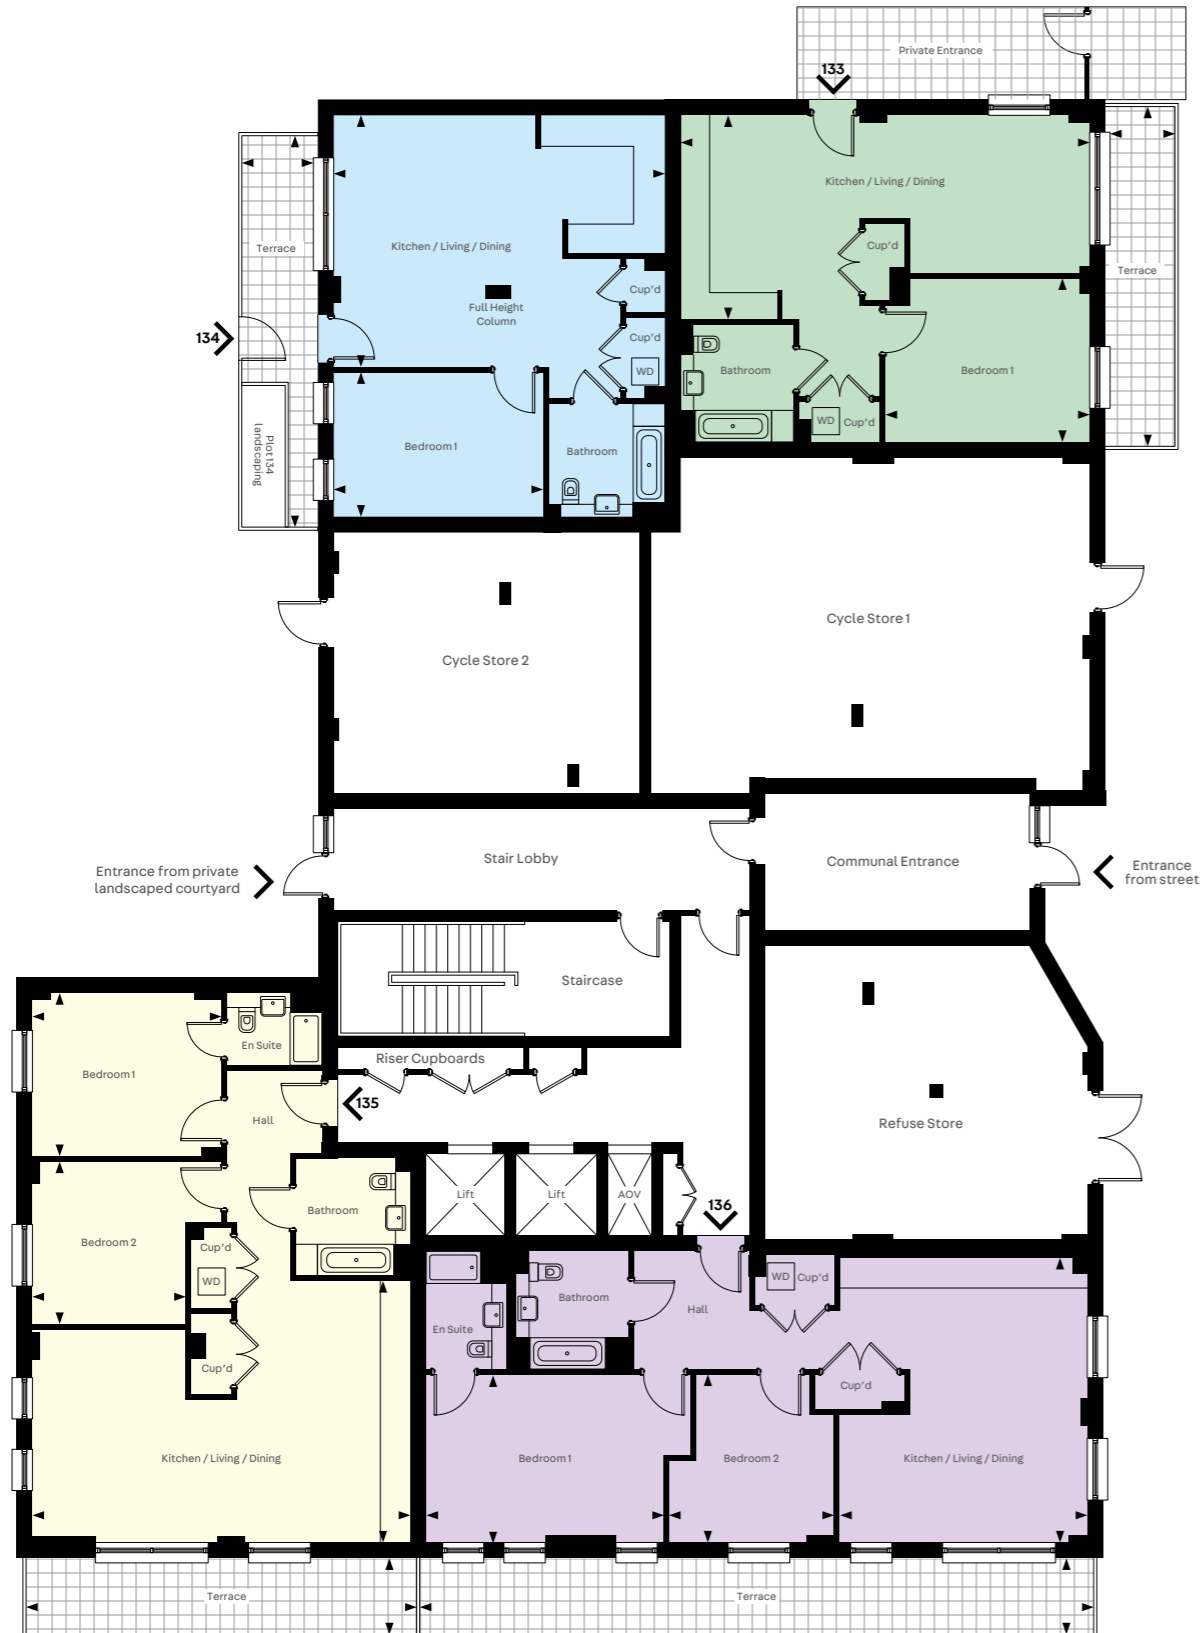 Private Entrance
133
Kitchen / Living / Dining
Terrace
Kitchen / Living / Dining
Cup'd
Terrace
Cup'd
Full Height
Column
134
Cup'd
WD
Bathroom
Bedroom 1
WD
Cup'd
Plot 134
landscaping
Bedroom 1
Bathroom
Cycle Store 1
Cycle Store 2
Stair Lobby
Communal Entrance
Entrance from private
landscaped courtyard
Entrance
from street
Staircase
En Suite
Riser Cupboards
Bedroom 1
135
Hall
Refuse Store
Lift
Lift
AOV
136
Bathroom
Bedroom 2
Cup'd
WD
WD
Cup'd
Bathroom
Hall
En Suite
Cup'd
Cup'd
Kitchen / Living / Dining
Bedroom 1
Bedroom 2
Kitchen / Living / Dining
Terrace
Terrace